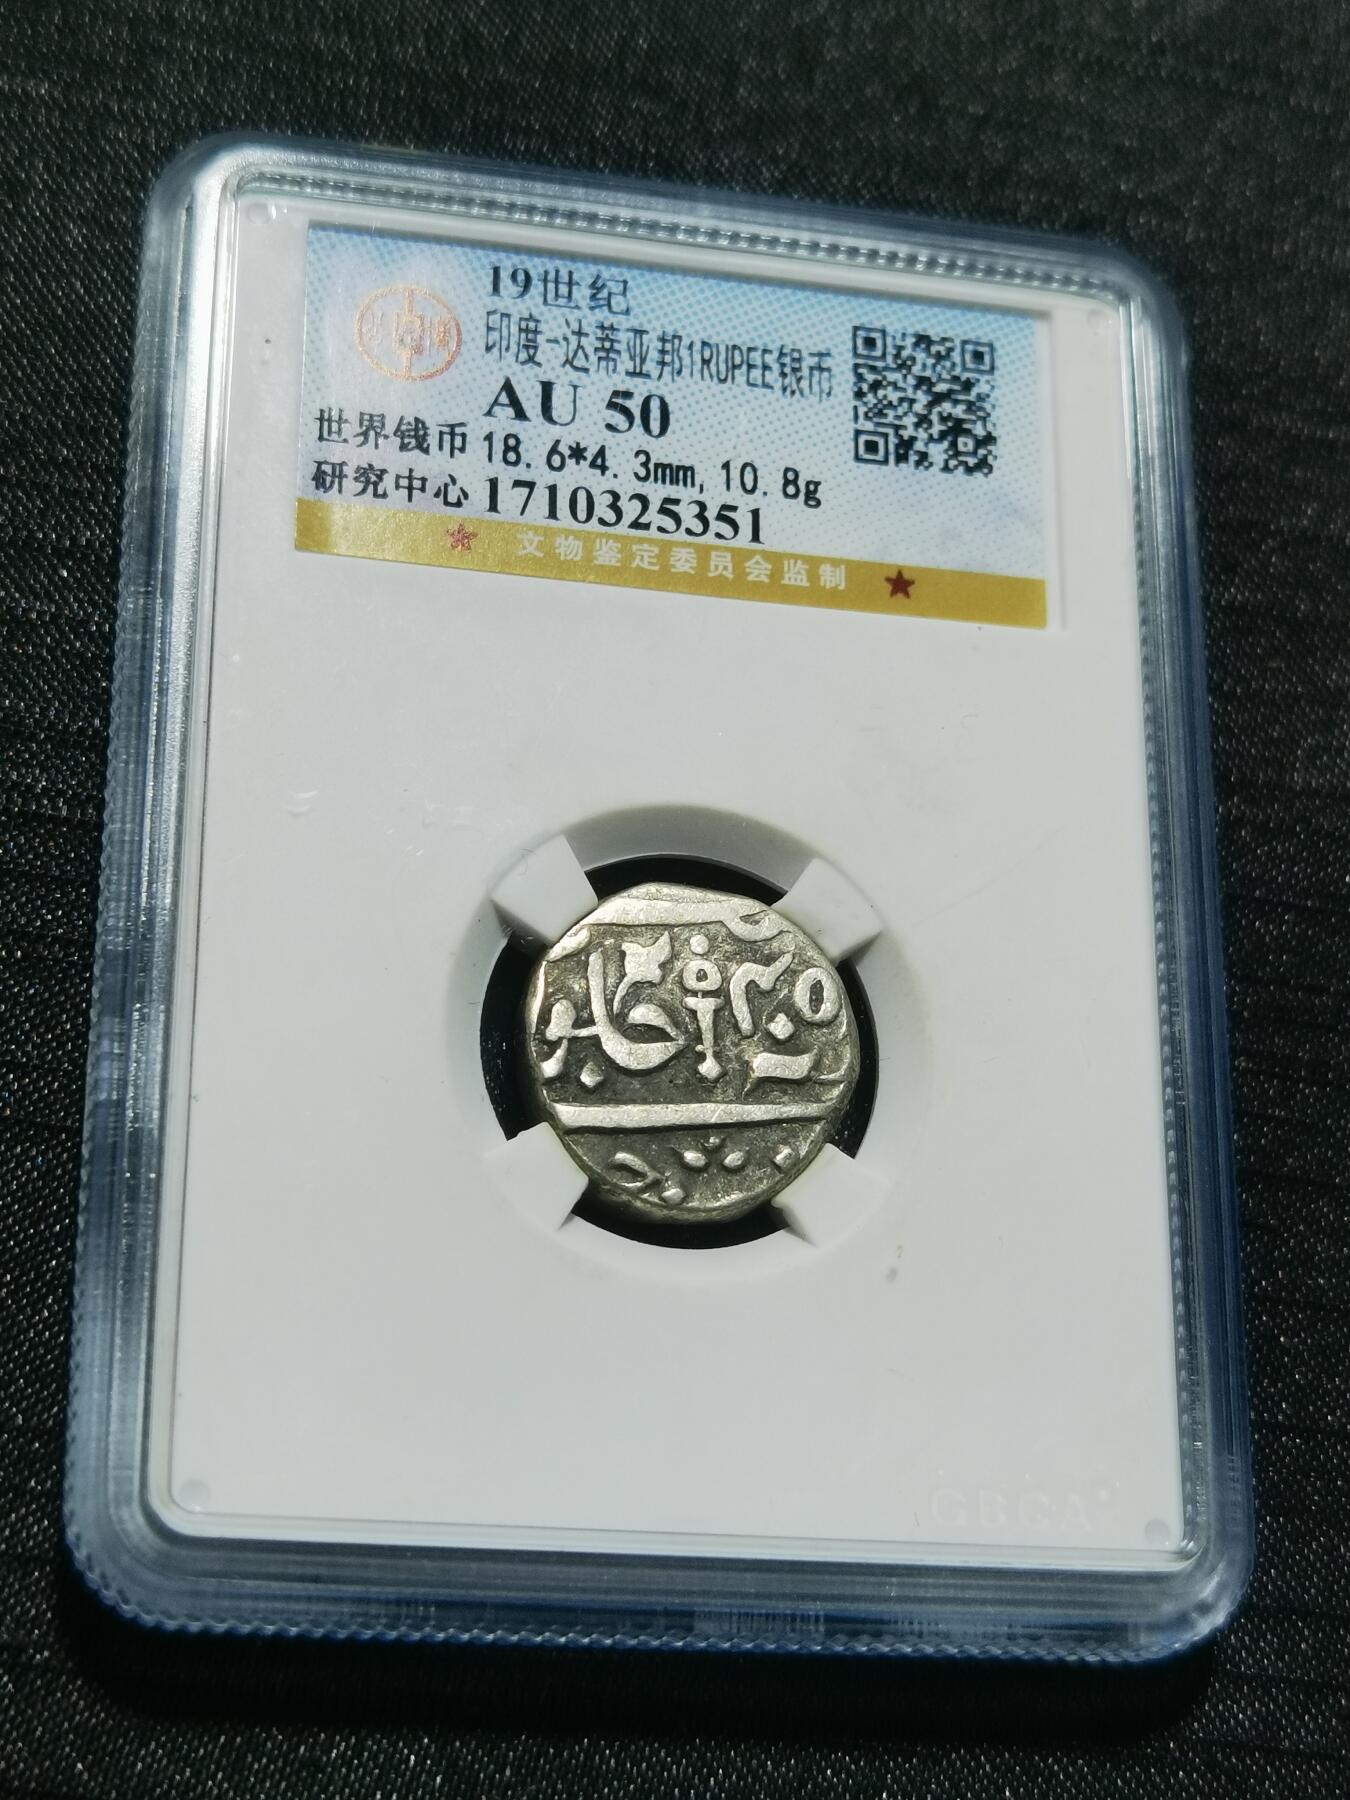 19世纪
印度-达蒂亚邦1RUPEE银币
AU 50
世界钱币 18.6*4.3mm, 10.8g
研究中心 1710325351
★ 文物鉴定委员会监制 ★
GBCA